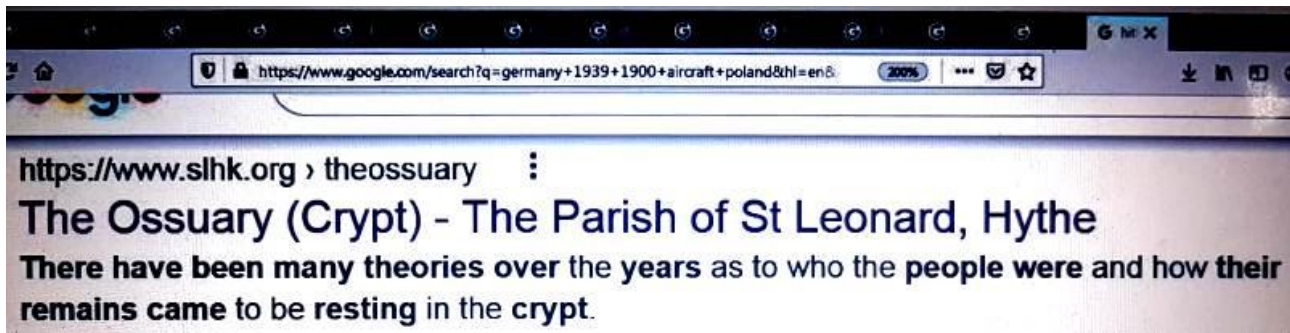 G hit X
https://www.google.com/search?q=germany+1939+1900+aircraft+poland&hl=en&
200%
https://www.slhk.org › theossuary
The Ossuary (Crypt) - The Parish of St Leonard, Hythe
There have been many theories over the years as to who the people were and how their
remains came to be resting in the crypt.